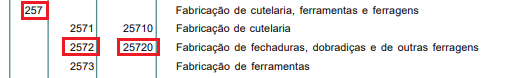 257 Fabricação de cutelaria, ferramentas e ferragens
2571 25710 Fabricação de cutelaria
2572 25720 Fabricação de fechaduras, dobradiças e de outras ferragens
2573 Fabricação de ferramentas